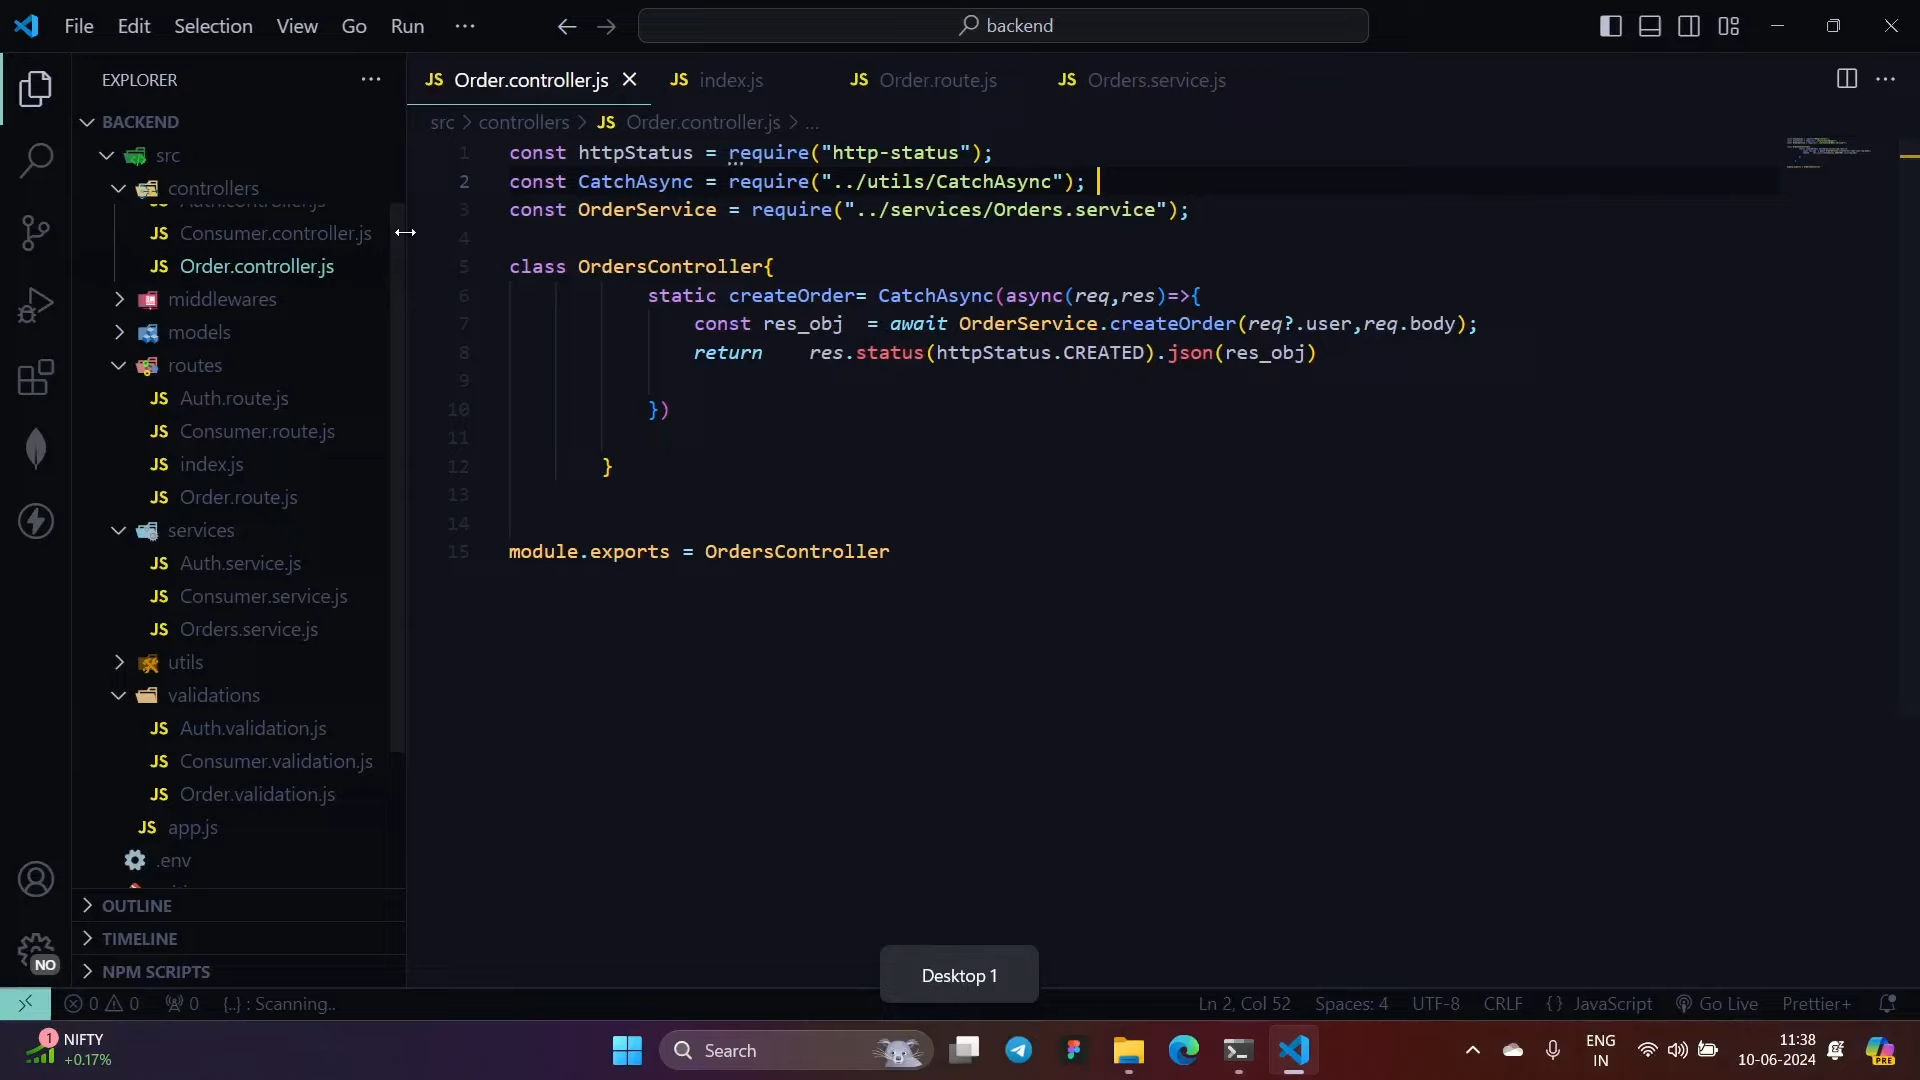 File Edit Selection View Go Run ···
backend
EXPLORER ···
BACKEND
src
controllers
Auth.controller.js
Consumer.controller.js
Order.controller.js
middlewares
models
routes
Auth.route.js
Consumer.route.js
index.js
Order.route.js
services
Auth.service.js
Consumer.service.js
Orders.service.js
utils
validations
Auth.validation.js
Consumer.validation.js
Order.validation.js
app.js
.env
OUTLINE
TIMELINE
NPM SCRIPTS
NO
JS Order.controller.js JS index.js JS Order.route.js JS Orders.service.js
src > controllers > JS Order.controller.js > ...
1 const httpStatus = require("http-status");
2 const CatchAsync = require("../utils/CatchAsync");
3 const OrderService = require("../services/Orders.service");
4
5 class OrdersController{
6 static createOrder= CatchAsync(async(req,res)=>{
7 const res_obj = await OrderService.createOrder(req?.user,req.body);
8 return res.status(httpStatus.CREATED).json(res_obj)
9
10 })
11
12 }
13
14
15 module.exports = OrdersController
Desktop 1
0 0 0 {..} : Scanning.. Ln 2, Col 52 Spaces: 4 UTF-8 CRLF {} JavaScript Go Live Prettier+
1 NIFTY
+0.17%
Search
ENG
IN
11:38
10-06-2024
PRE